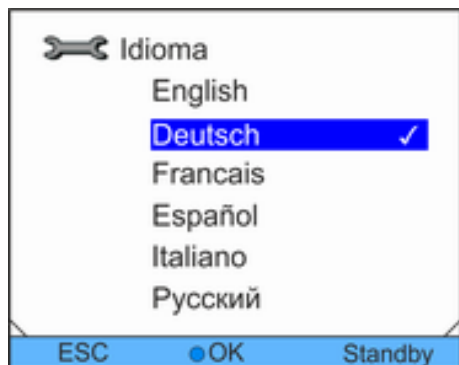 Idioma
English
Deutsch ✓
Francais
Español
Italiano
Русский
ESC OK Standby